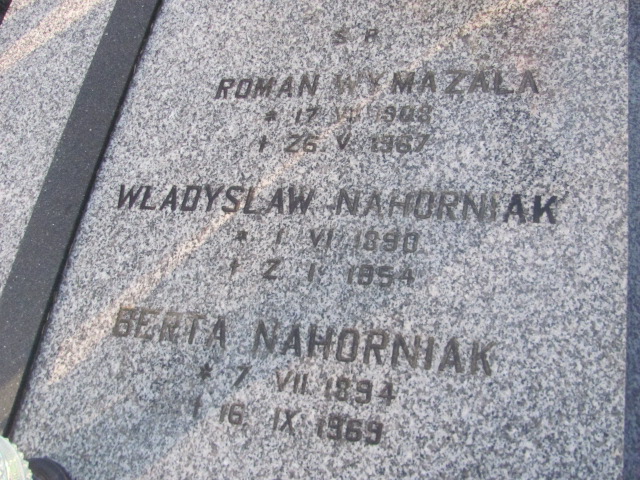 Ś. P.
ROMAN WYMAZAŁA
* 17 VI 1909
† 26 V. 1967
WŁADYSŁAW NAHORNIAK
* 1. VI 1890
† 2. I. 1954
BERTA NAHORNIAK
* 7. VII. 1894
† 16. IX. 1969